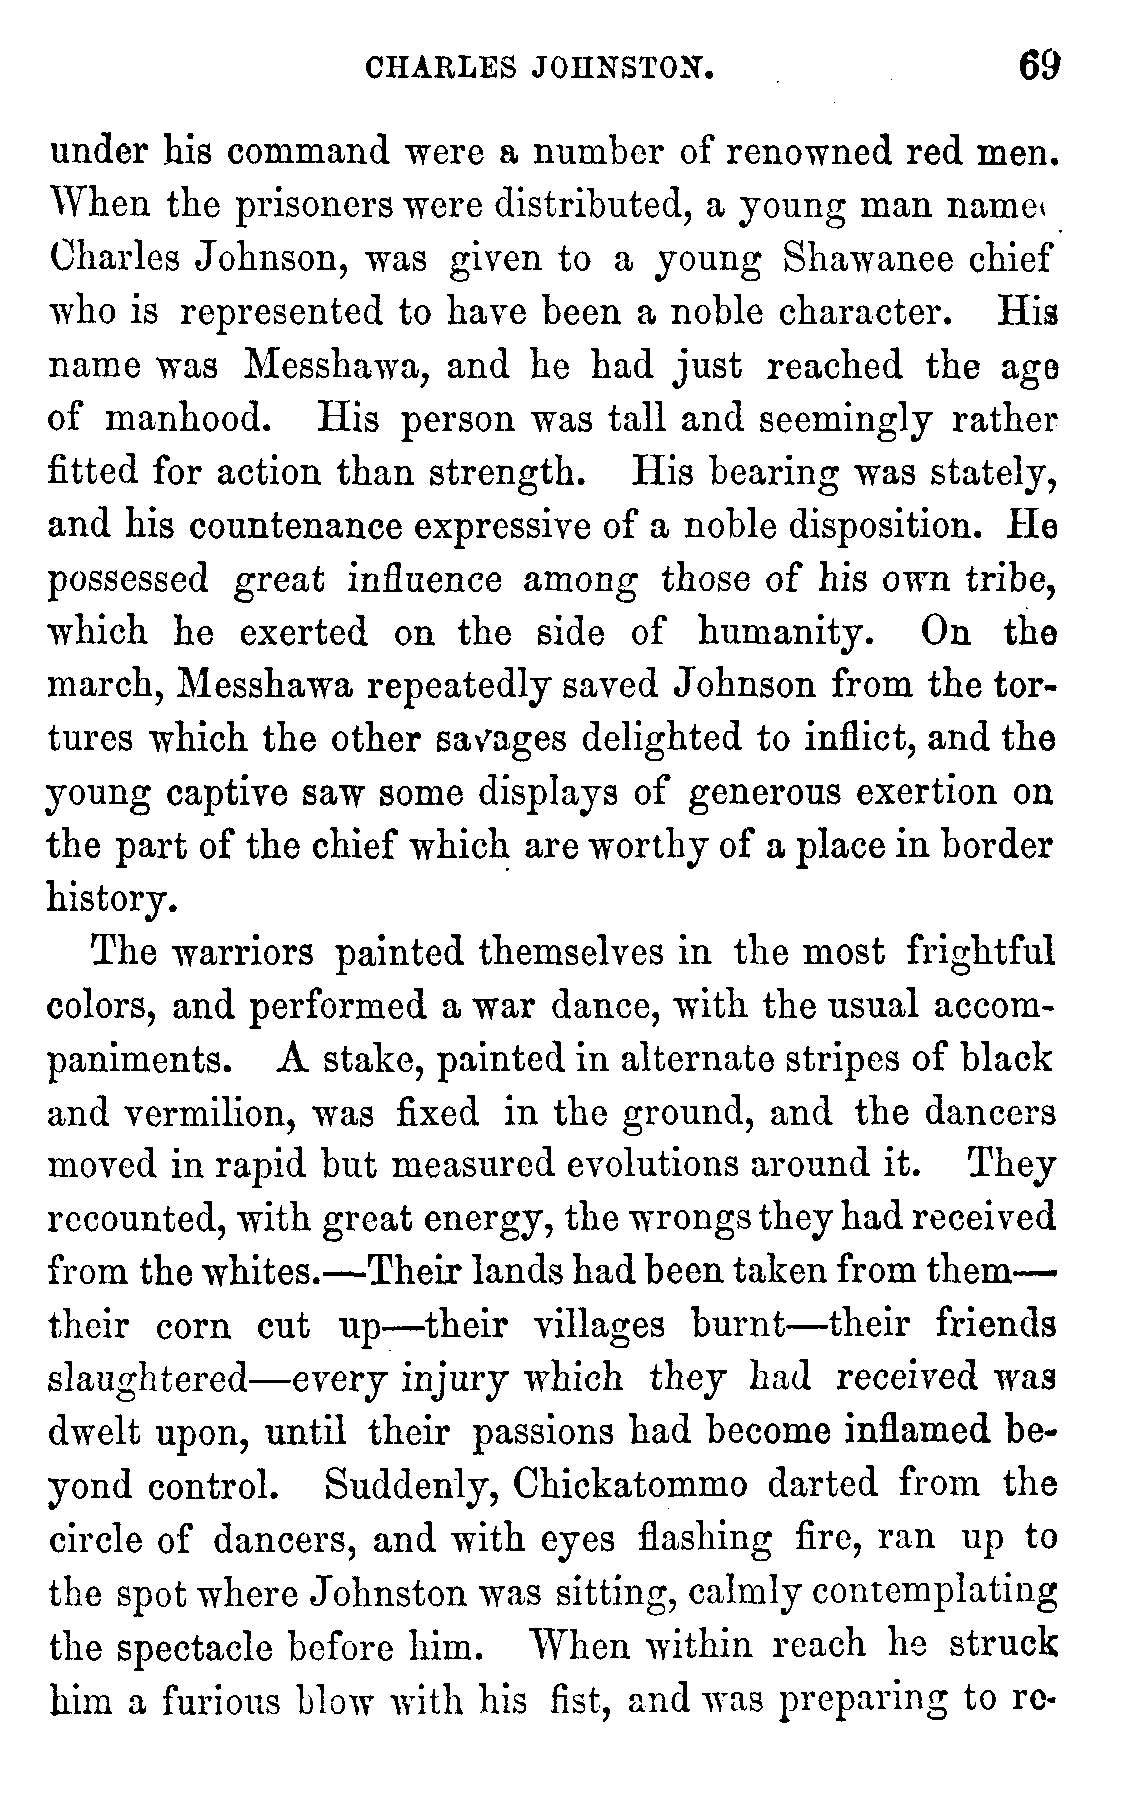 CHARLES JOHNSTON. 69
under his command were a number of renowned red men.
When the prisoners were distributed, a young man name
Charles Johnson, was given to a young Shawanee chief
who is represented to have been a noble character. His
name was Messhawa, and he had just reached the age
of manhood. His person was tall and seemingly rather
fitted for action than strength. His bearing was stately,
and his countenance expressive of a noble disposition. He
possessed great influence among those of his own tribe,
which he exerted on the side of humanity. On the
march, Messhawa repeatedly saved Johnson from the tor-
tures which the other savages delighted to inflict, and the
young captive saw some displays of generous exertion on
the part of the chief which are worthy of a place in border
history.
The warriors painted themselves in the most frightful
colors, and performed a war dance, with the usual accom-
paniments. A stake, painted in alternate stripes of black
and vermilion, was fixed in the ground, and the dancers
moved in rapid but measured evolutions around it. They
recounted, with great energy, the wrongs they had received
from the whites.—Their lands had been taken from them—
their corn cut up—their villages burnt—their friends
slaughtered—every injury which they had received was
dwelt upon, until their passions had become inflamed be-
yond control. Suddenly, Chickatommo darted from the
circle of dancers, and with eyes flashing fire, ran up to
the spot where Johnston was sitting, calmly contemplating
the spectacle before him. When within reach he struck
him a furious blow with his fist, and was preparing to re-